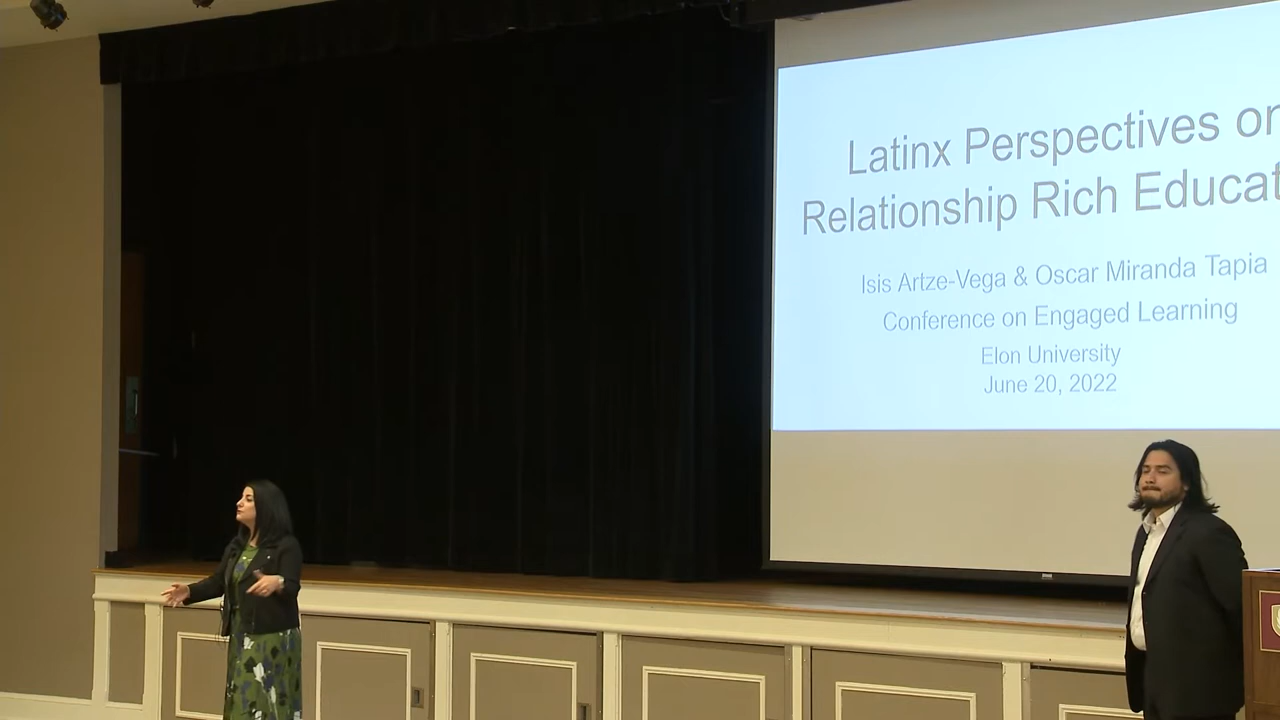 Latinx Perspectives on
Relationship Rich Educat
Isis Artze-Vega & Oscar Miranda Tapia
Conference on Engaged Learning
Elon University
June 20, 2022